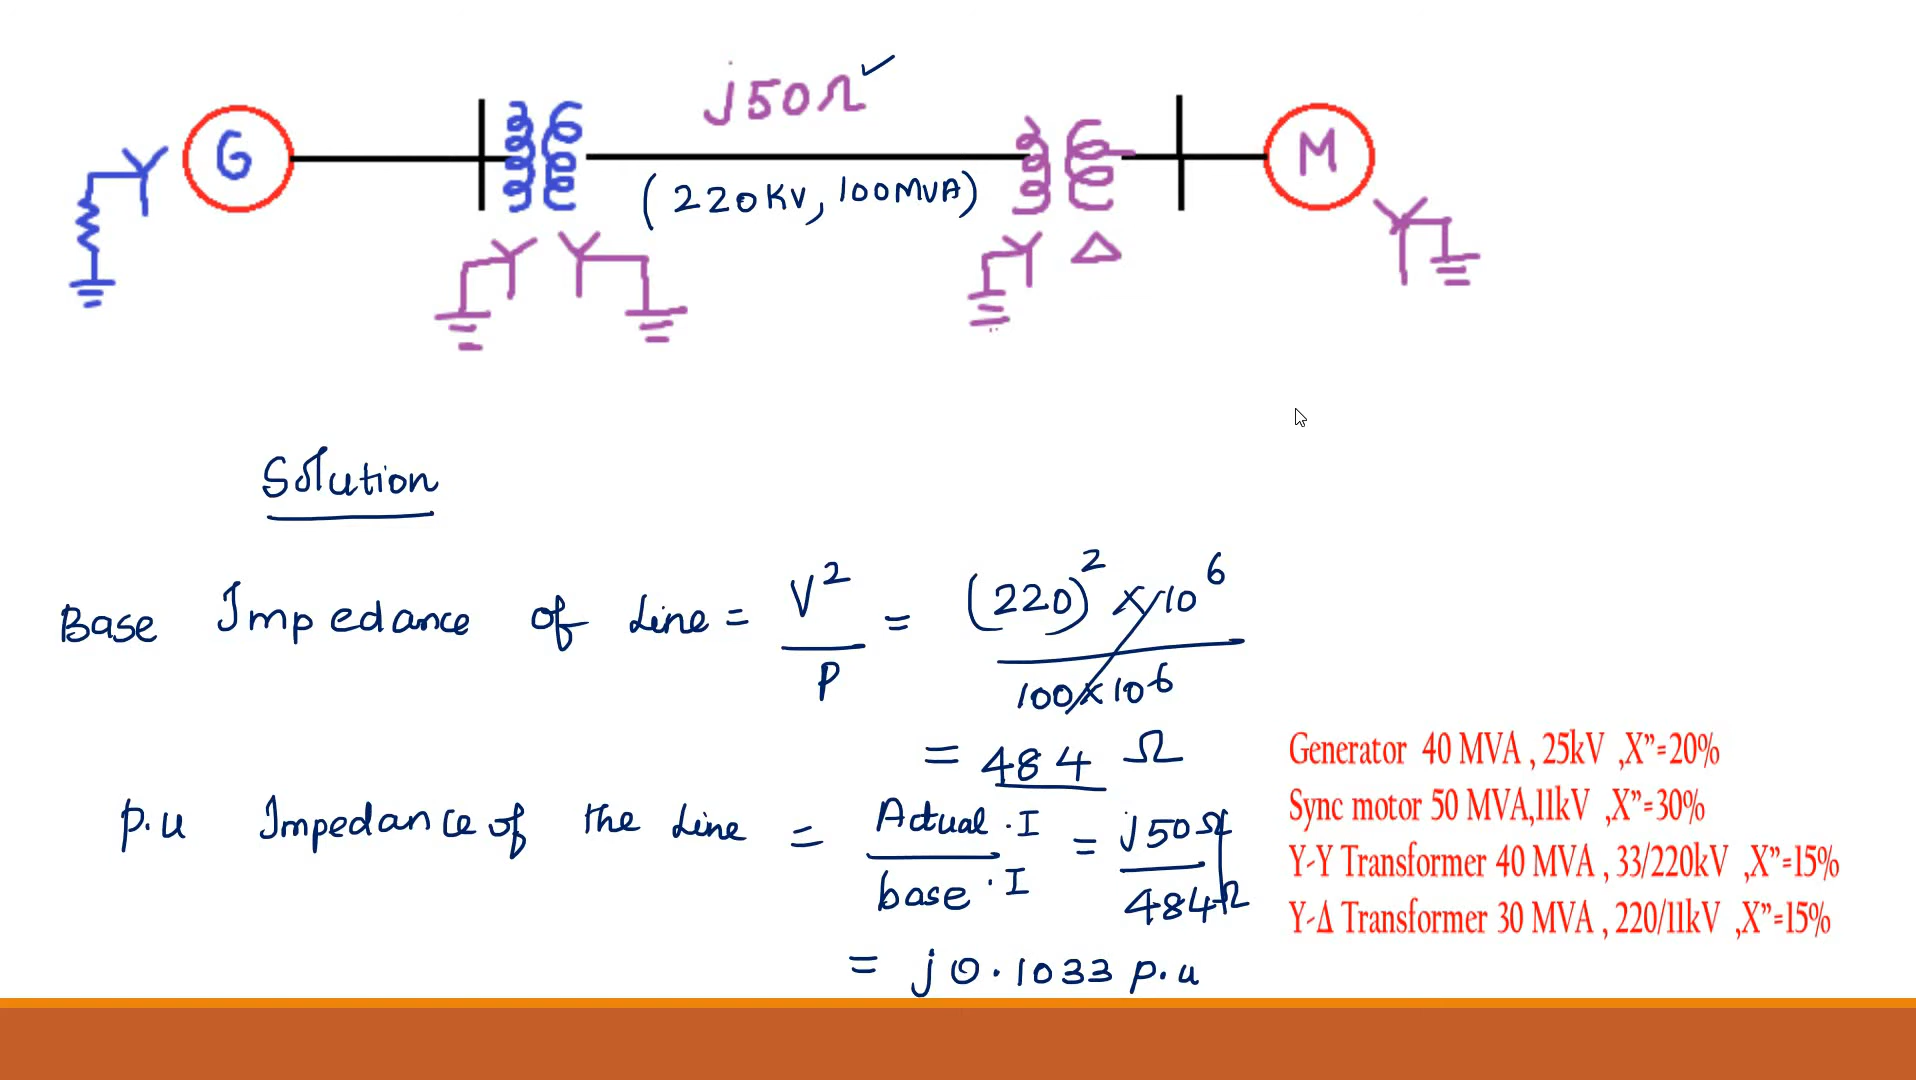 j50Ω ✓
G
M
(220KV, 100MVA)
Y Y Y Y Δ Y
Solution
Base Impedance of Line = V² / P = (220)² × 10⁶ / 100 × 10⁶
= 484 Ω
p.u Impedance of the Line = Actual . I / base . I = j50Ω / 484Ω
= j0.1033 p.u
Generator 40 MVA , 25kV ,X”=20%
Sync motor 50 MVA,11kV ,X”=30%
Y-Y Transformer 40 MVA , 33/220kV ,X”=15%
Y-Δ Transformer 30 MVA , 220/11kV ,X”=15%